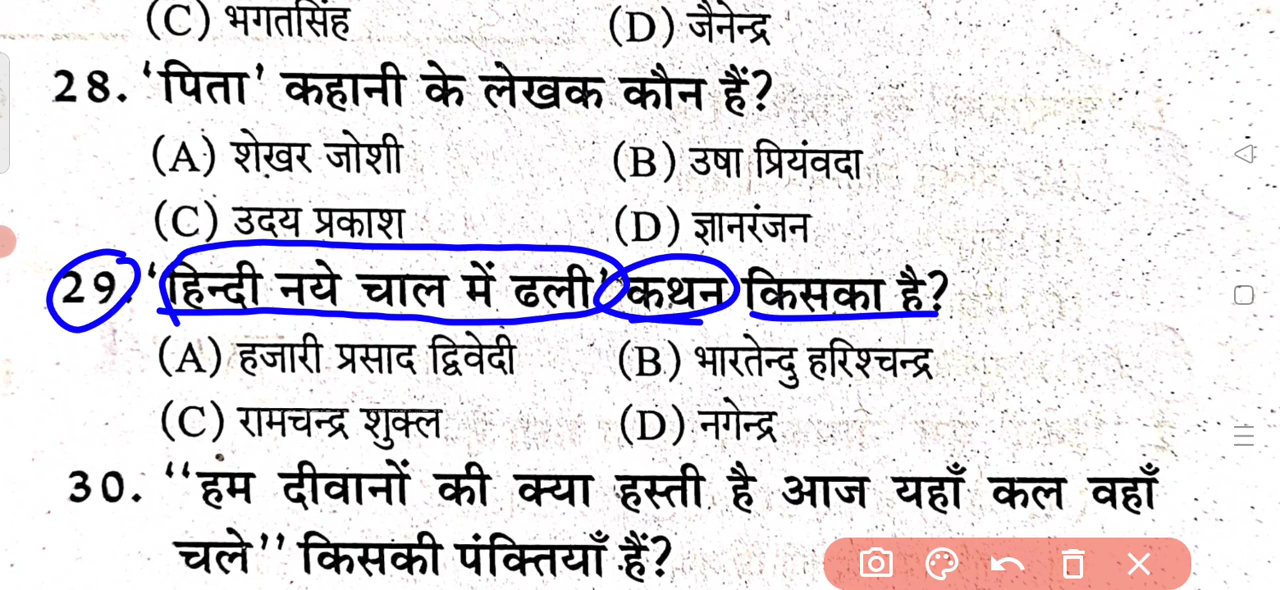 (C) भगतसिंह (D) जैनेन्द्र
28. 'पिता' कहानी के लेखक कौन हैं?
(A) शेखर जोशी (B) उषा प्रियंवदा
(C) उदय प्रकाश (D) ज्ञानरंजन
29. 'हिन्दी नये चाल में ढली' कथन किसका है?
(A) हजारी प्रसाद द्विवेदी (B) भारतेन्दु हरिश्चन्द्र
(C) रामचन्द्र शुक्ल (D) नगेन्द्र
30. "हम दीवानों की क्या हस्ती है आज यहाँ कल वहाँ
चले" किसकी पंक्तियाँ हैं?